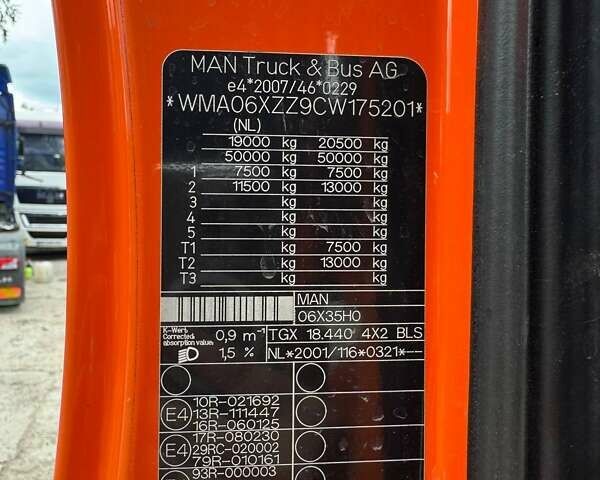 MAN Truck & Bus AG
e4*2007/46*0229
*WMA06XZZ9CW175201*
(NL)
19000 kg 20500 kg
50000 kg 50000 kg
1 7500 kg 7500 kg
2 11500 kg 13000 kg
3 kg kg
4 kg kg
5 kg kg
T1 kg 7500 kg
T2 kg 13000 kg
T3 kg kg
MAN
06X35H0
K-Wert, Corrected absorption value: 0,9 m-1 TGX 18.440 4X2 BLS
1,5 % NL*2001/116*0321*--
10R-021692
E4 13R-111447
16R-060125
17R-080230
E4 29RC-020002
79R-010161
93R-000003